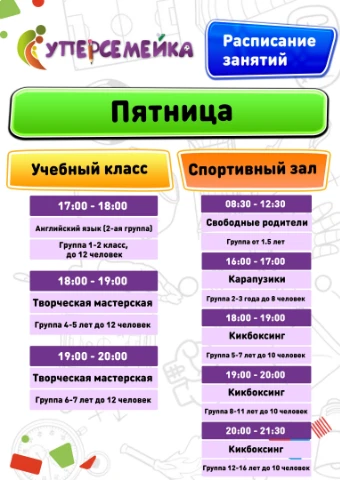 СУПЕРСЕМЕЙКА
Расписание
занятий
Пятница
Учебный класс
17:00 - 18:00
Английский язык (2-ая группа)
Группа 1-2 класс,
до 12 человек
18:00 - 19:00
Творческая мастерская
Группа 4-5 лет до 12 человек
19:00 - 20:00
Творческая мастерская
Группа 6-7 лет до 12 человек
Спортивный зал
08:30 - 12:30
Свободные родители
Группа от 1.5 лет
16:00 - 17:00
Карапузики
Группа 2-3 года до 8 человек
18:00 - 19:00
Кикбоксинг
Группа 5-7 лет до 10 человек
19:00 - 20:00
Кикбоксинг
Группа 8-11 лет до 10 человек
20:00 - 21:30
Кикбоксинг
Группа 12-16 лет до 10 человек